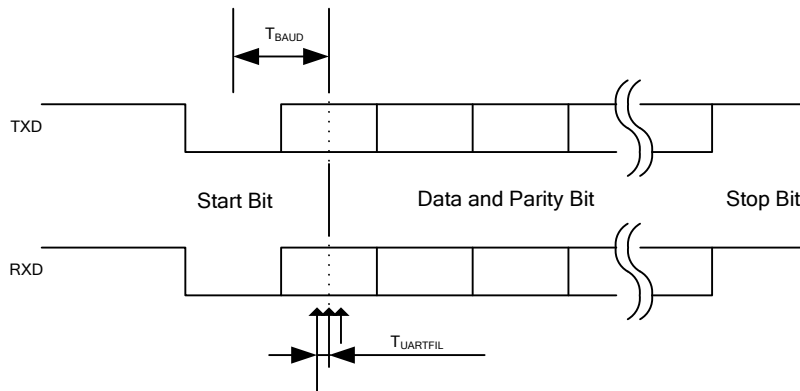 TBAUD
TXD
Start Bit
Data and Parity Bit
Stop Bit
RXD
TUARTFIL